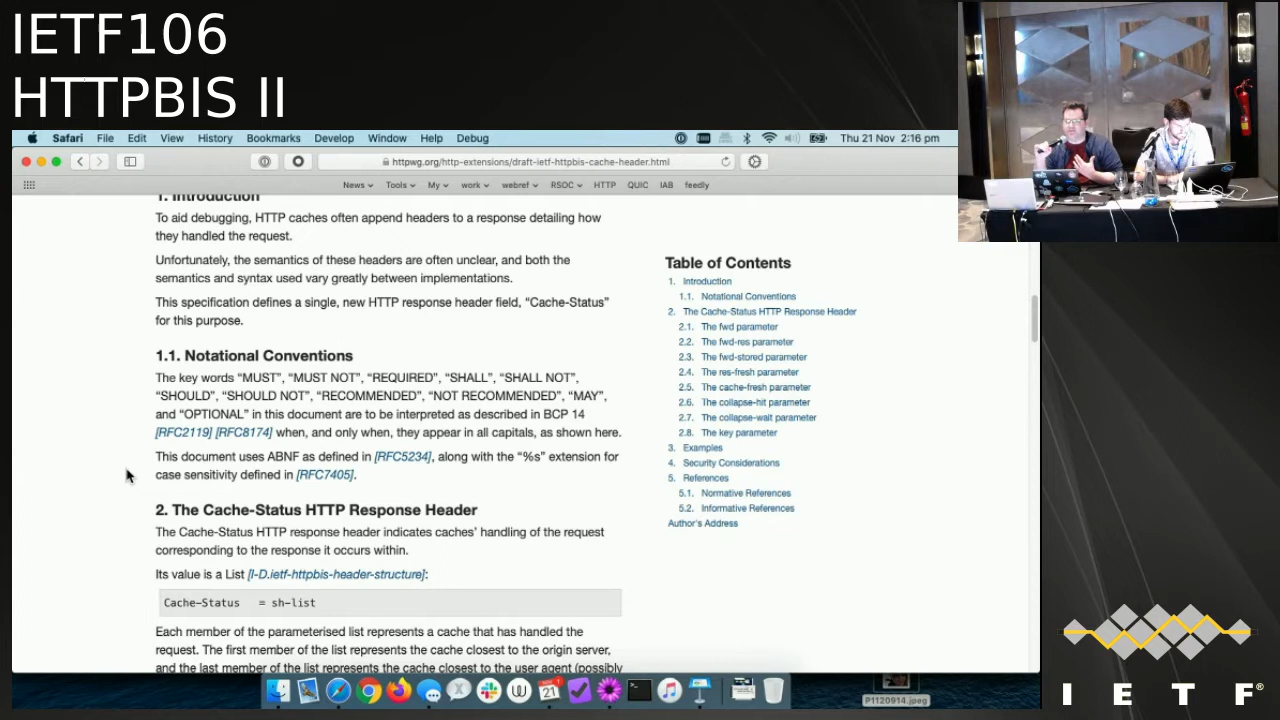 IETF106
HTTPBIS II
Safari File Edit View History Bookmarks Develop Window Help Debug
Thu 21 Nov 2:16 pm
httpwg.org/http-extensions/draft-ietf-httpbis-cache-header.html
News Tools My work webref RSOC HTTP QUIC IAB feedly
1. Introduction
To aid debugging, HTTP caches often append headers to a response detailing how
they handled the request.
Unfortunately, the semantics of these headers are often unclear, and both the
semantics and syntax used vary greatly between implementations.
This specification defines a single, new HTTP response header field, “Cache-Status”
for this purpose.
1.1. Notational Conventions
The key words “MUST”, “MUST NOT”, “REQUIRED”, “SHALL”, “SHALL NOT”,
“SHOULD”, “SHOULD NOT”, “RECOMMENDED”, “NOT RECOMMENDED”, “MAY”,
and “OPTIONAL” in this document are to be interpreted as described in BCP 14
[RFC2119] [RFC8174] when, and only when, they appear in all capitals, as shown here.
This document uses ABNF as defined in [RFC5234], along with the “%s” extension for
case sensitivity defined in [RFC7405].
2. The Cache-Status HTTP Response Header
The Cache-Status HTTP response header indicates caches’ handling of the request
corresponding to the response it occurs within.
Its value is a List [I-D.ietf-httpbis-header-structure]:
Cache-Status = sh-list
Each member of the parameterised list represents a cache that has handled the
request. The first member of the list represents the cache closest to the origin server,
and the last member of the list represents the cache closest to the user agent (possibly
Table of Contents
1. Introduction
1.1. Notational Conventions
2. The Cache-Status HTTP Response Header
2.1. The fwd parameter
2.2. The fwd-res parameter
2.3. The fwd-stored parameter
2.4. The res-fresh parameter
2.5. The cache-fresh parameter
2.6. The collapse-hit parameter
2.7. The collapse-wait parameter
2.8. The key parameter
3. Examples
4. Security Considerations
5. References
5.1. Normative References
5.2. Informative References
Author's Address
21
P1120914.jpeg
I E T F®